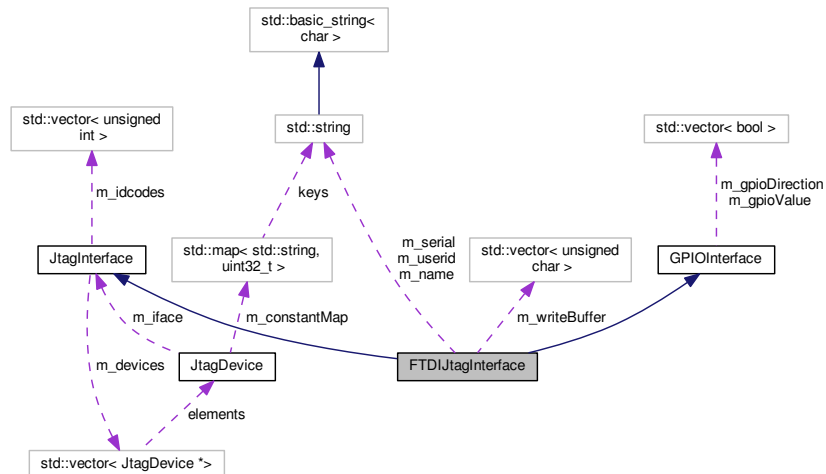 std::basic_string<
char >
std::vector< unsigned
int >
std::string
std::vector< bool >
m_idcodes
keys
m_gpioDirection
m_gpioValue
m_serial
m_userid
m_name
JtagInterface
std::map< std::string,
uint32_t >
std::vector< unsigned
char >
GPIOInterface
m_iface
m_constantMap
m_writeBuffer
m_devices
JtagDevice
FTDIJtagInterface
elements
std::vector< JtagDevice *>